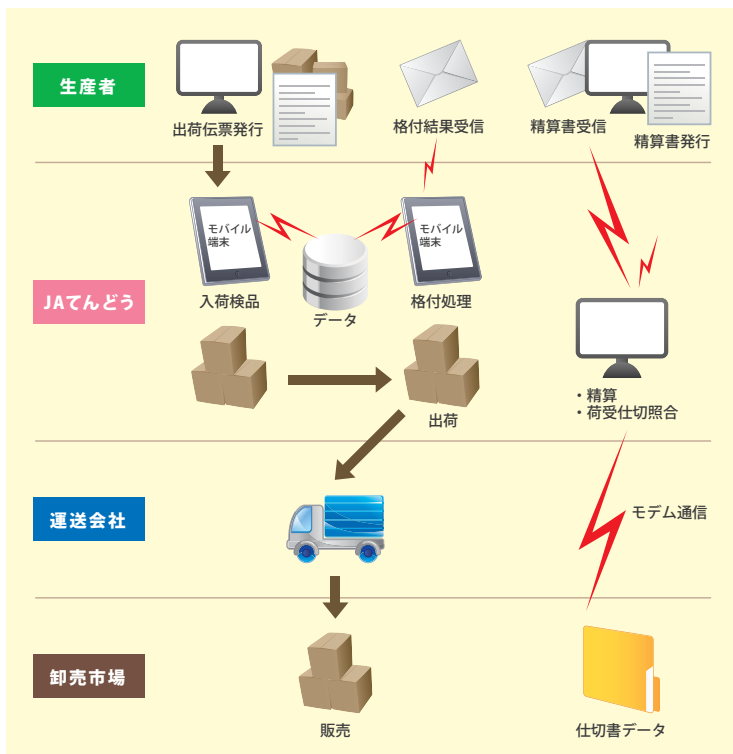 生産者
出荷伝票発行
格付結果受信
精算書受信
精算書発行
JAてんどう
モバイル
端末
モバイル
端末
入荷検品
データ
格付処理
出荷
・精算
・荷受仕切照合
運送会社
モデム通信
卸売市場
販売
仕切書データ